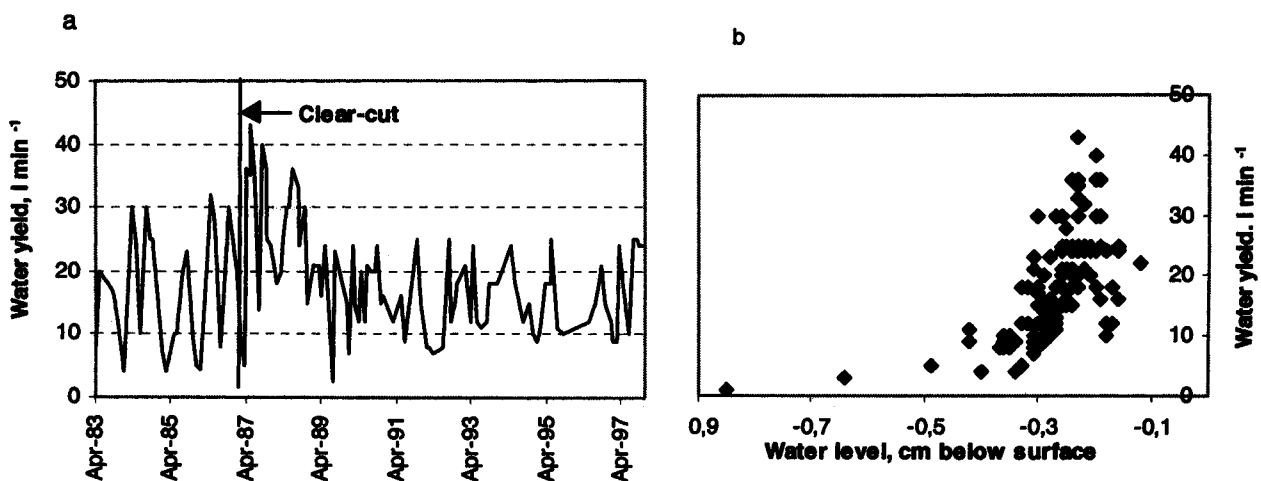 a
Water yield, l min -1
50
40
30
20
10
0
Clear-cut
Apr-83
Apr-85
Apr-87
Apr-89
Apr-91
Apr-93
Apr-95
Apr-97
b
50
40
30
20
10
0
Water yield. l min -1
0,9
-0,7
-0,5
-0,3
-0,1
Water level, cm below surface